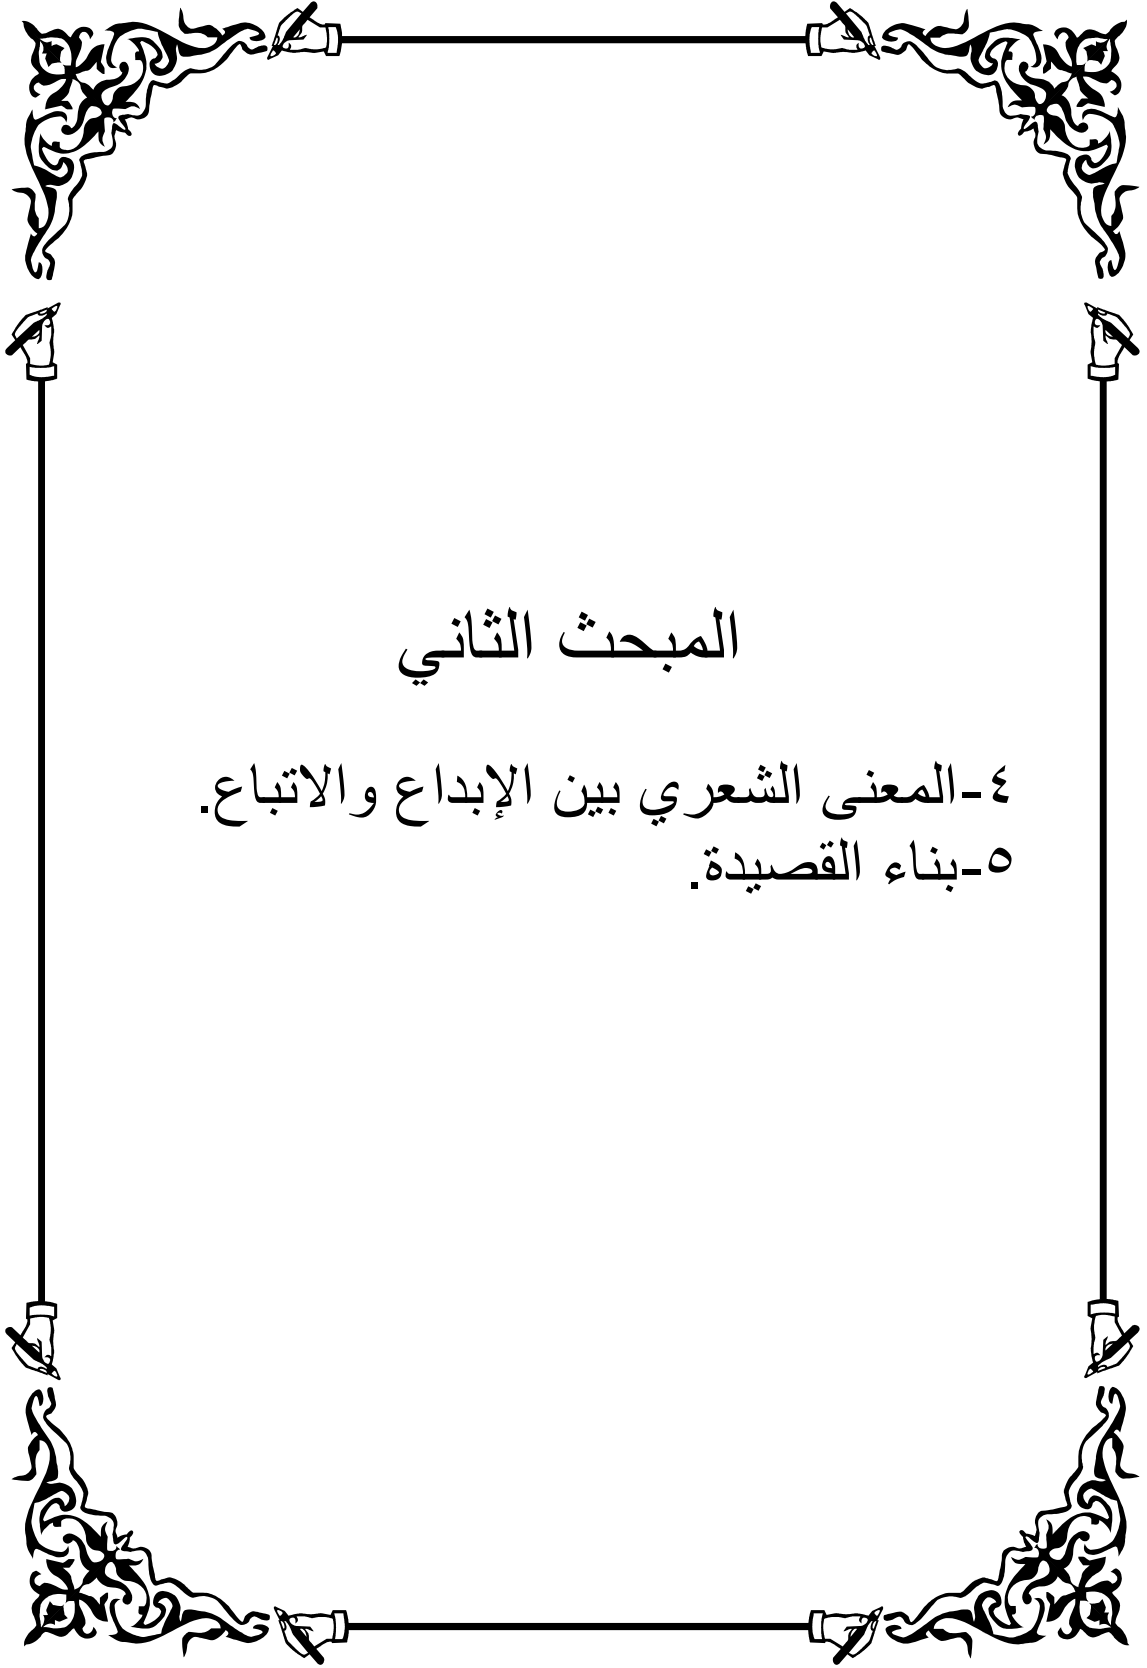 المبحث الثاني
٤-المعنى الشعري بين الإبداع والاتباع.
٥-بناء القصيدة.